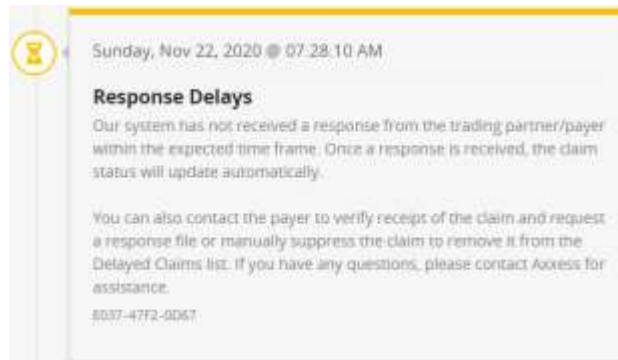 Sunday, Nov 22, 2020 @ 07:28:10 AM
Response Delays
Our system has not received a response from the trading partner/payer
within the expected time frame. Once a response is received, the claim
status will update automatically.
You can also contact the payer to verify receipt of the claim and request
a response file or manually suppress the claim to remove it from the
Delayed Claims list. If you have any questions, please contact Axxess for
assistance.
E037-47F2-0D67